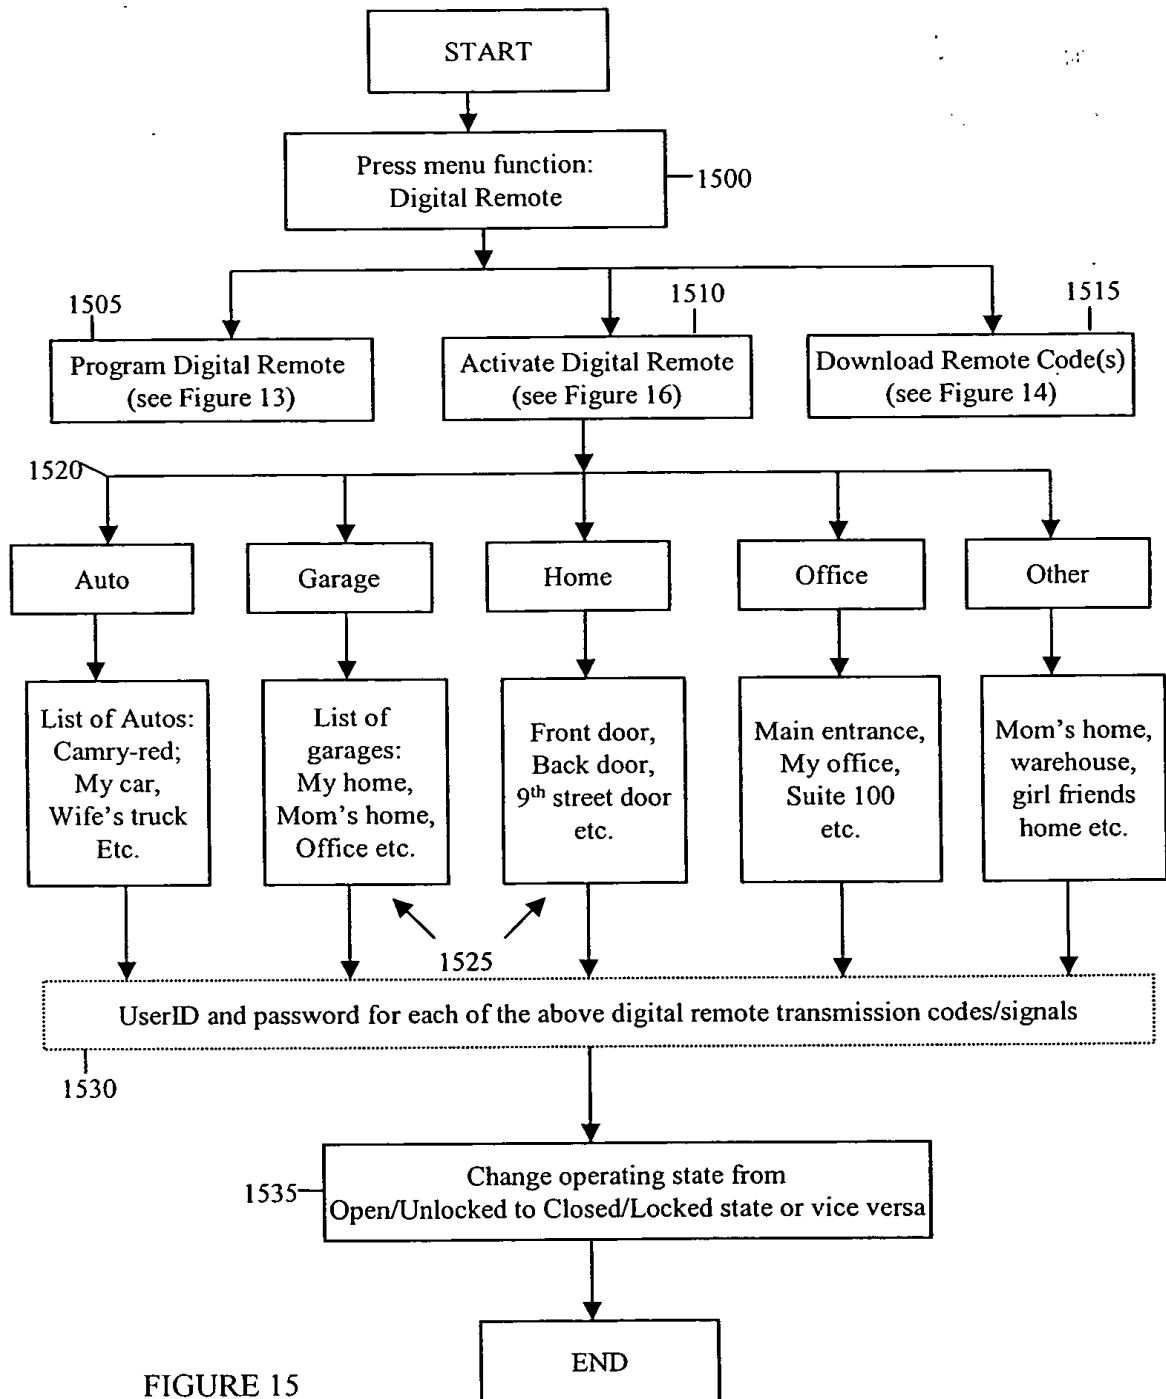 START
Press menu function:
Digital Remote
1500
1505
1510
1515
Program Digital Remote
(see Figure 13)
Activate Digital Remote
(see Figure 16)
Download Remote Code(s)
(see Figure 14)
1520
Auto
Garage
Home
Office
Other
List of Autos:
Camry-red;
My car,
Wife's truck
Etc.
List of
garages:
My home,
Mom's home,
Office etc.
Front door,
Back door,
9th street door
etc.
Main entrance,
My office,
Suite 100
etc.
Mom's home,
warehouse,
girl friends
home etc.
1525
UserID and password for each of the above digital remote transmission codes/signals
1530
1535
Change operating state from
Open/Unlocked to Closed/Locked state or vice versa
END
FIGURE 15